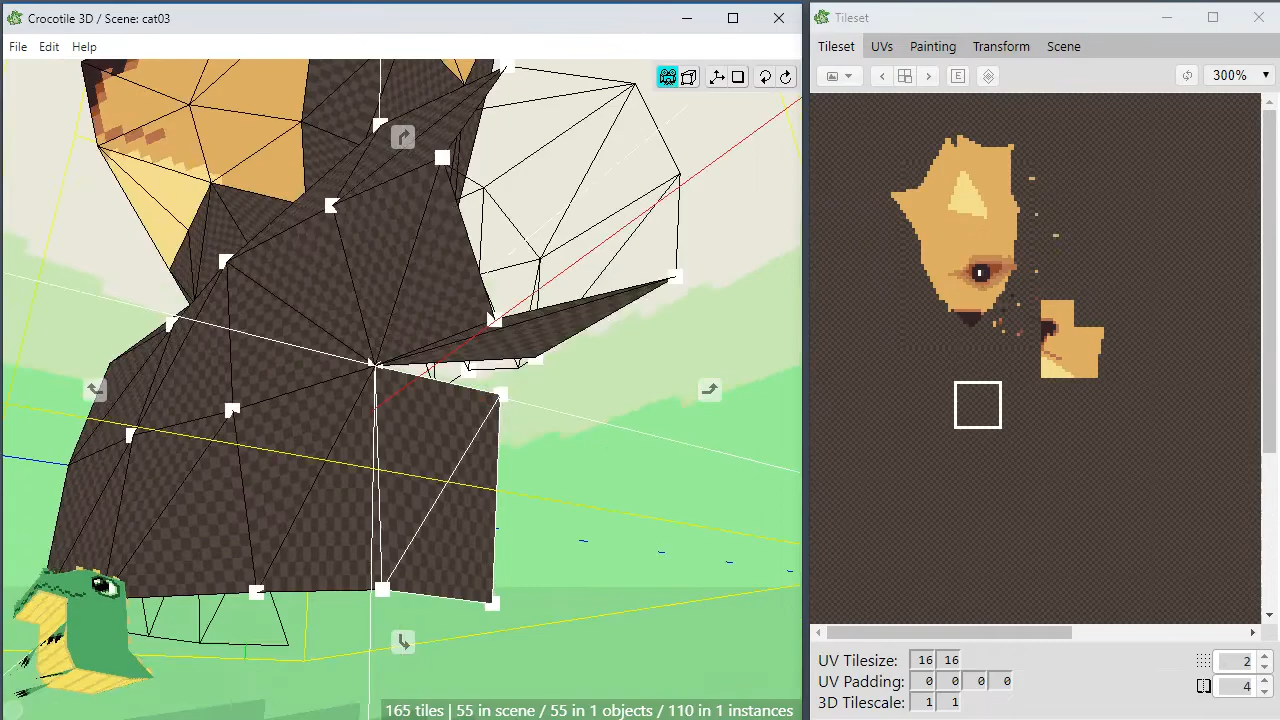 Crocotile 3D / Scene: cat03
File Edit Help
165 tiles | 55 in scene / 55 in 1 objects / 110 in 1 instances
Tileset
Tileset UVs Painting Transform Scene
E 300%
UV Tilesize: 16 16 2
UV Padding: 0 0 0 0 4
3D Tilescale: 1 1